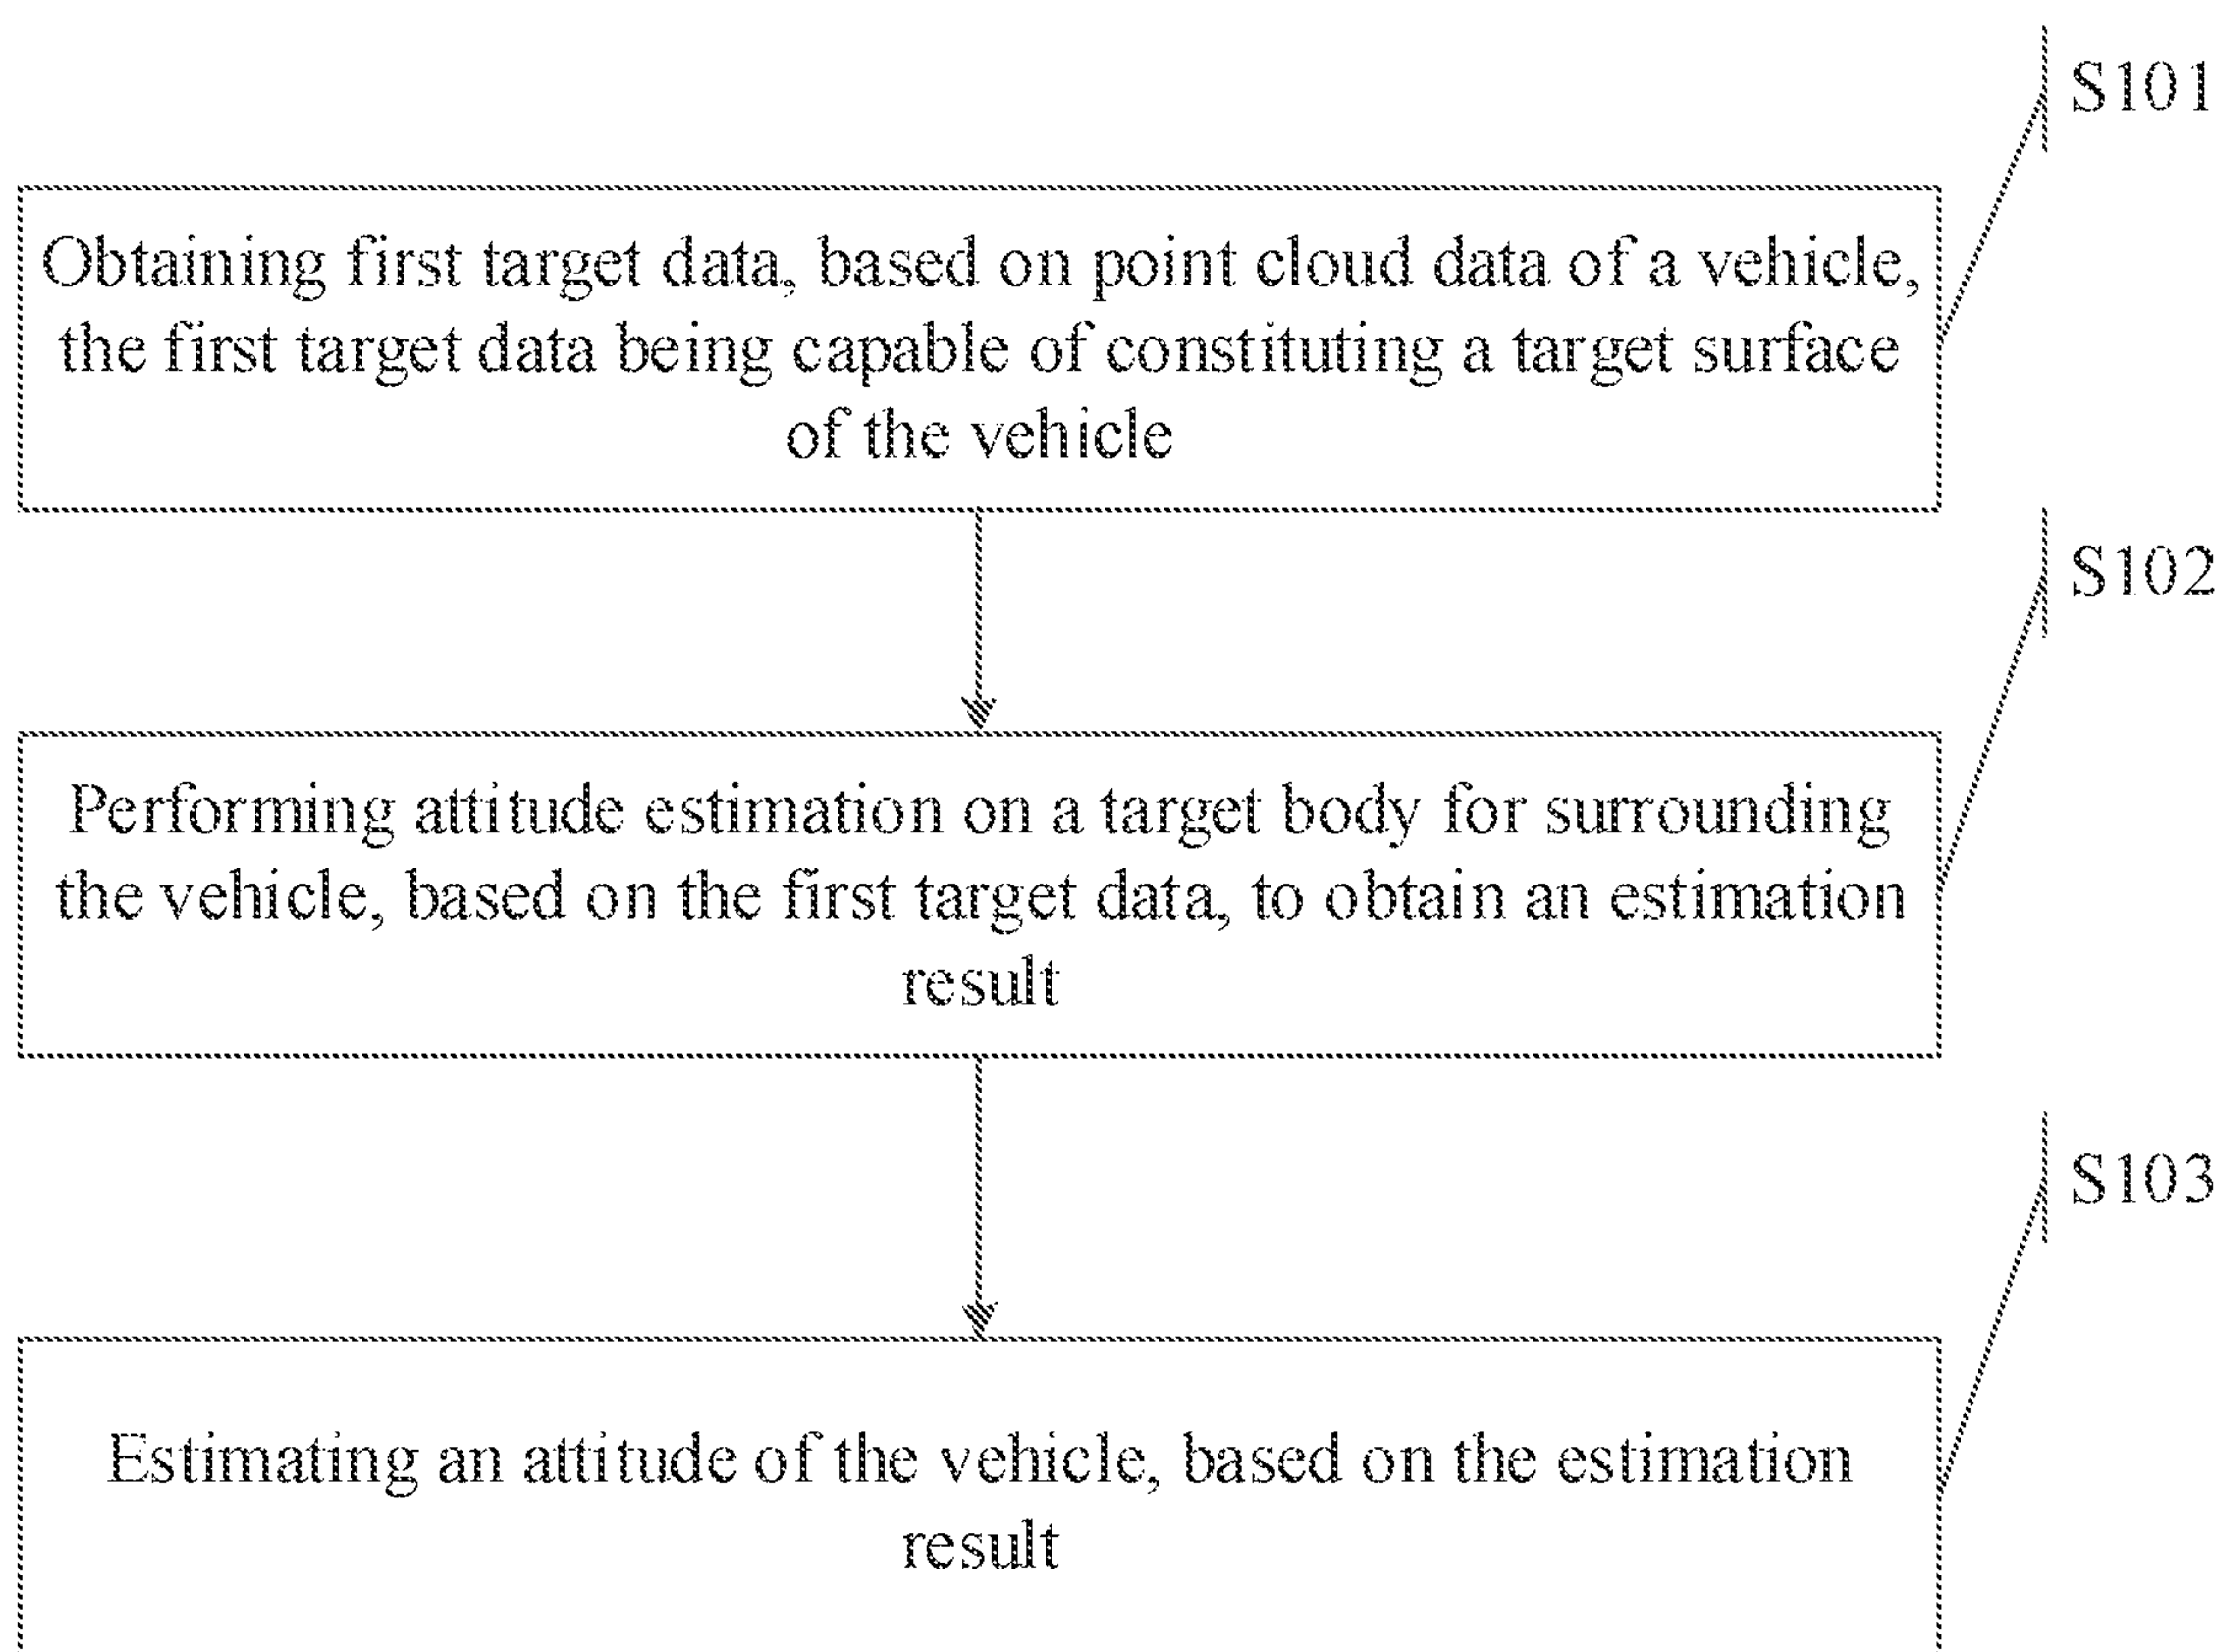 S101
Obtaining first target data, based on point cloud data of a vehicle,
the first target data being capable of constituting a target surface
of the vehicle
S102
Performing attitude estimation on a target body for surrounding
the vehicle, based on the first target data, to obtain an estimation
result
S103
Estimating an attitude of the vehicle, based on the estimation
result